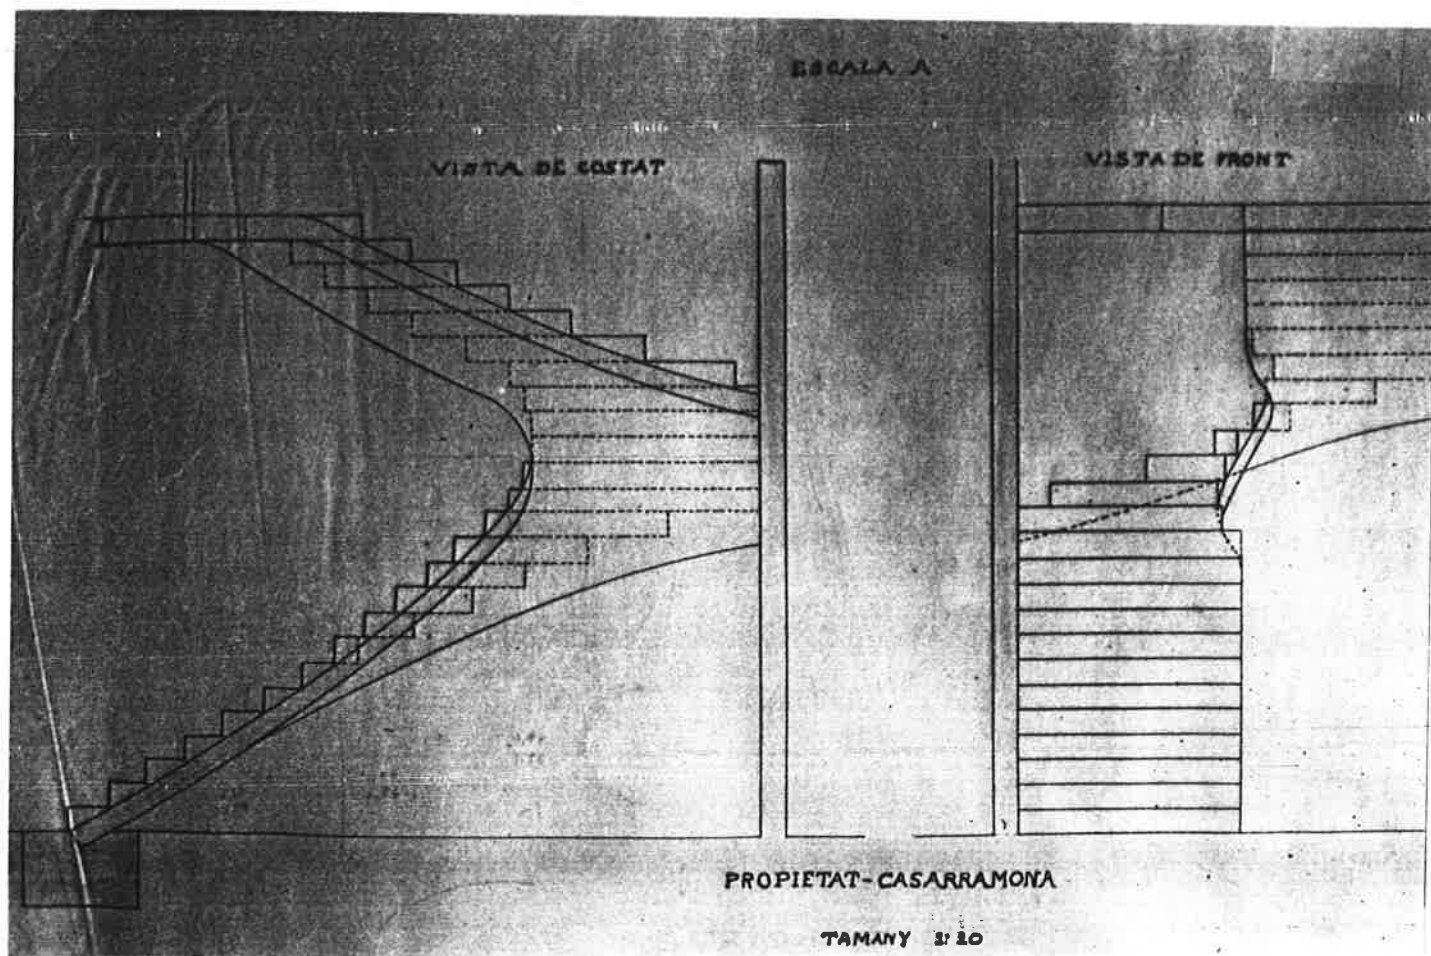 ESCALA A
VISTA DE COSTAT
VISTA DE FRONT
PROPIETAT-CASARRAMONA
TAMANY 1:20